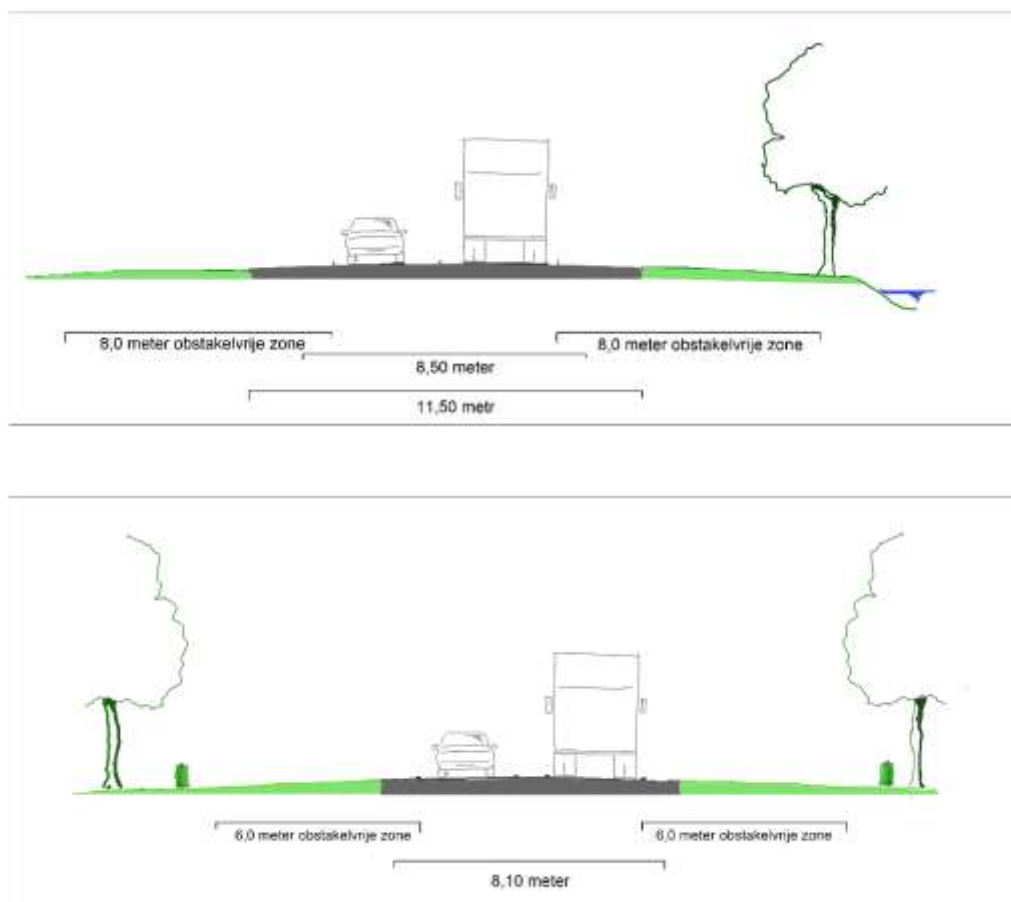 8,0 meter obstakelvrije zone
8,0 meter obstakelvrije zone
8,50 meter
11,50 metr
6,0 meter obstakelvrije zone
6,0 meter obstakelvrije zone
8,10 meter